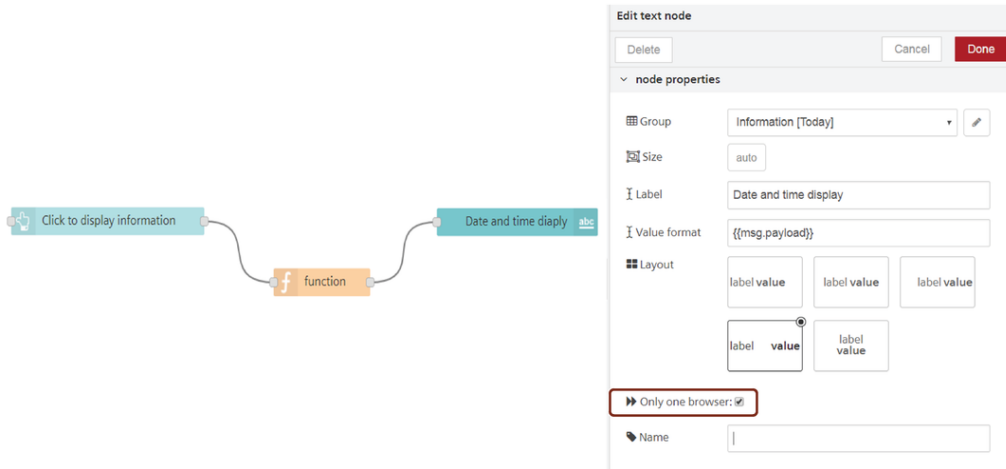 Edit text node
Delete
Cancel
Done
node properties
Group
Information [Today]
Size
auto
Label
Date and time display
Value format
{{msg.payload}}
Layout
label value
label value
label value
label value
label
value
Only one browser:
Name
Click to display information
function
Date and time diaply
abc